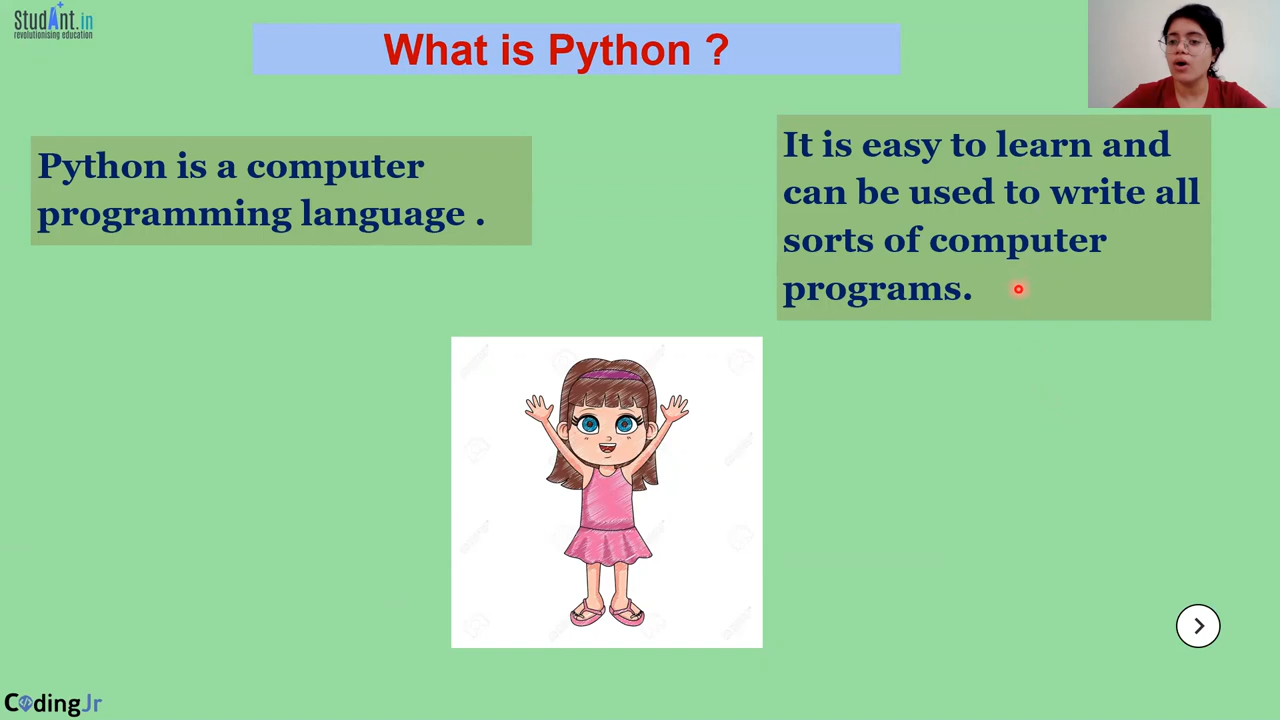 StudAnt.in
revolutionising education
What is Python ?
Python is a computer
programming language .
It is easy to learn and
can be used to write all
sorts of computer
programs.
CodingJr